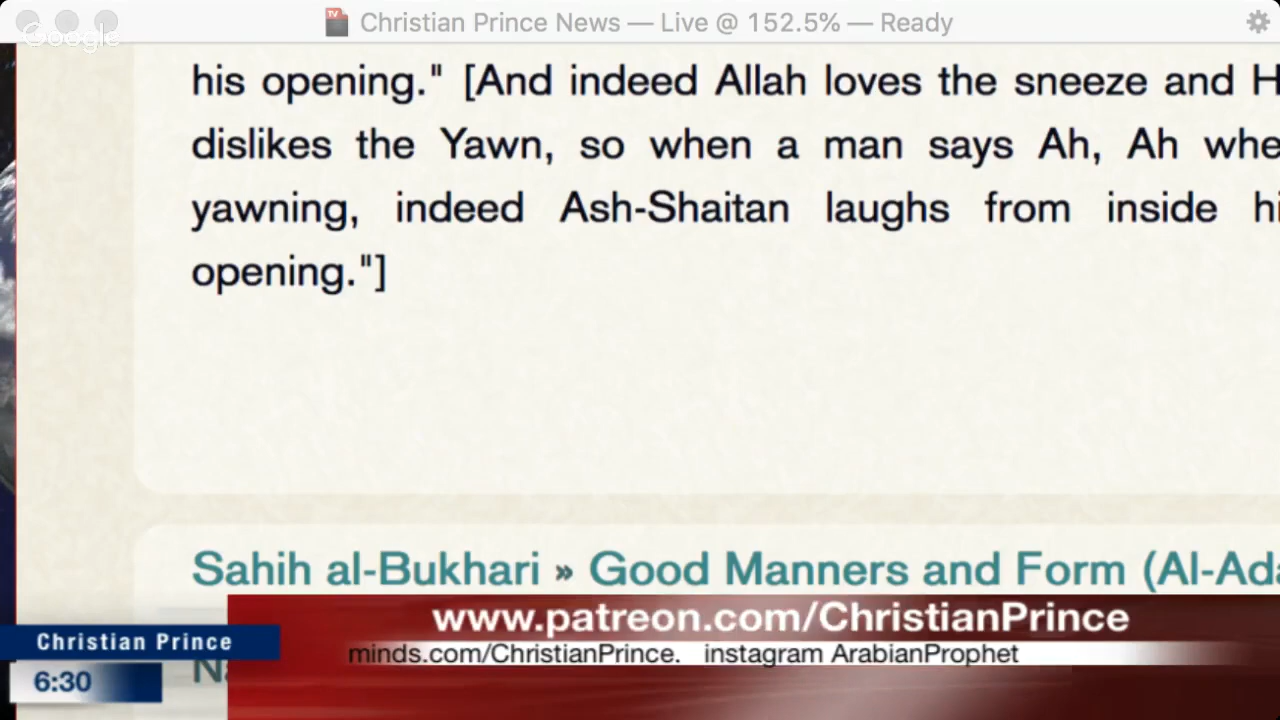 Christian Prince News — Live @ 152.5% — Ready
Google
his opening." [And indeed Allah loves the sneeze and H
dislikes the Yawn, so when a man says Ah, Ah whe
yawning, indeed Ash-Shaitan laughs from inside hi
opening."]
Sahih al-Bukhari » Good Manners and Form (Al-Ada
www.patreon.com/ChristianPrince
Christian Prince
minds.com/ChristianPrince. instagram ArabianProphet
6:30